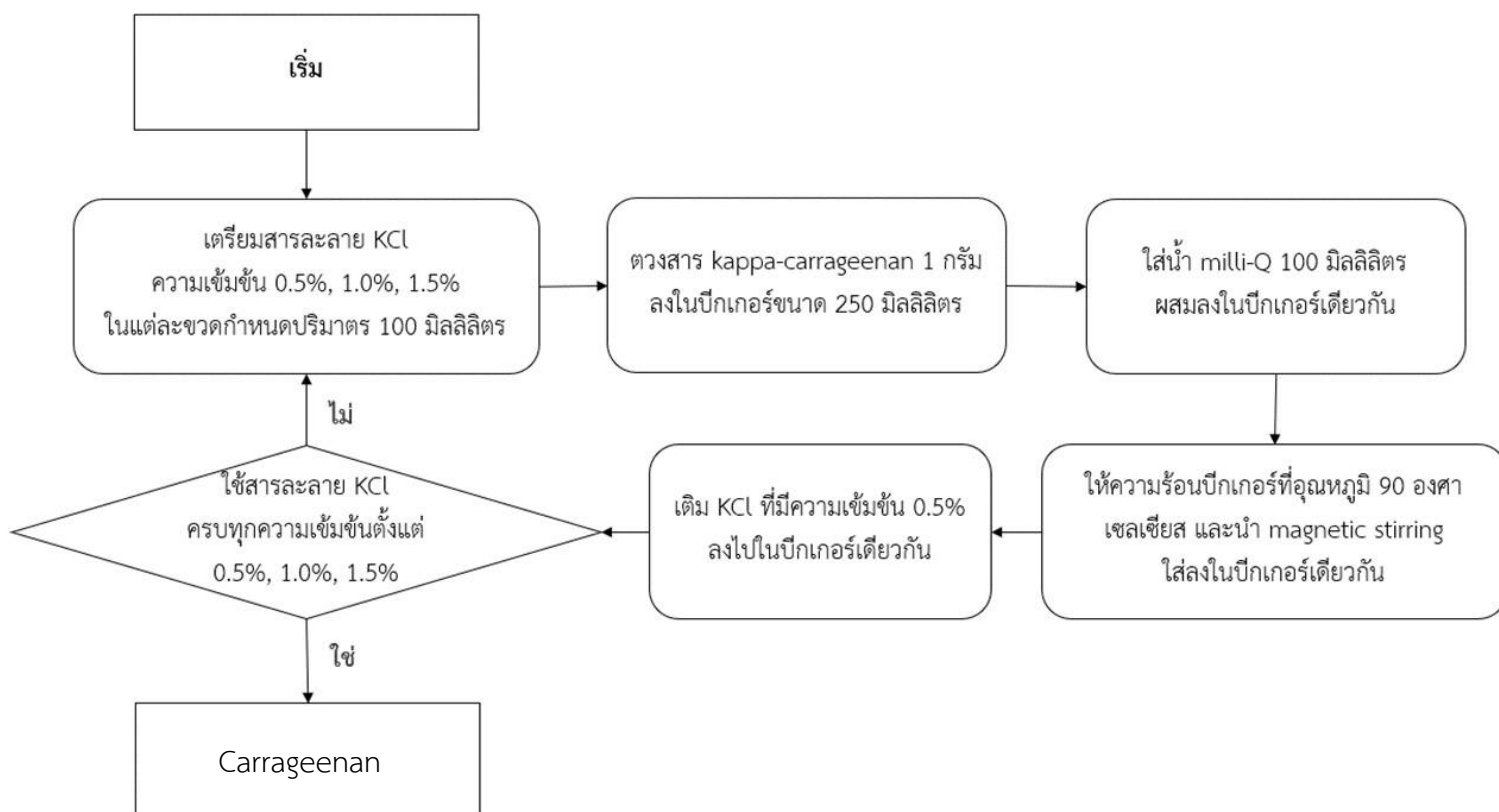 เริ่ม
เตรียมสารละลาย KCl
ความเข้มข้น 0.5%, 1.0%, 1.5%
ในแต่ละขวดกำหนดปริมาตร 100 มิลลิลิตร
ตวงสาร kappa-carrageenan 1 กรัม
ลงในบีกเกอร์ขนาด 250 มิลลิลิตร
ใส่น้ำ milli-Q 100 มิลลิลิตร
ผสมลงในบีกเกอร์เดียวกัน
ให้ความร้อนบีกเกอร์ที่อุณหภูมิ 90 องศา
เซลเซียส และนำ magnetic stirring
ใส่ลงในบีกเกอร์เดียวกัน
เติม KCl ที่มีความเข้มข้น 0.5%
ลงไปในบีกเกอร์เดียวกัน
ไม่
ใช้สารละลาย KCl
ครบทุกความเข้มข้นตั้งแต่
0.5%, 1.0%, 1.5%
ใช่
Carrageenan